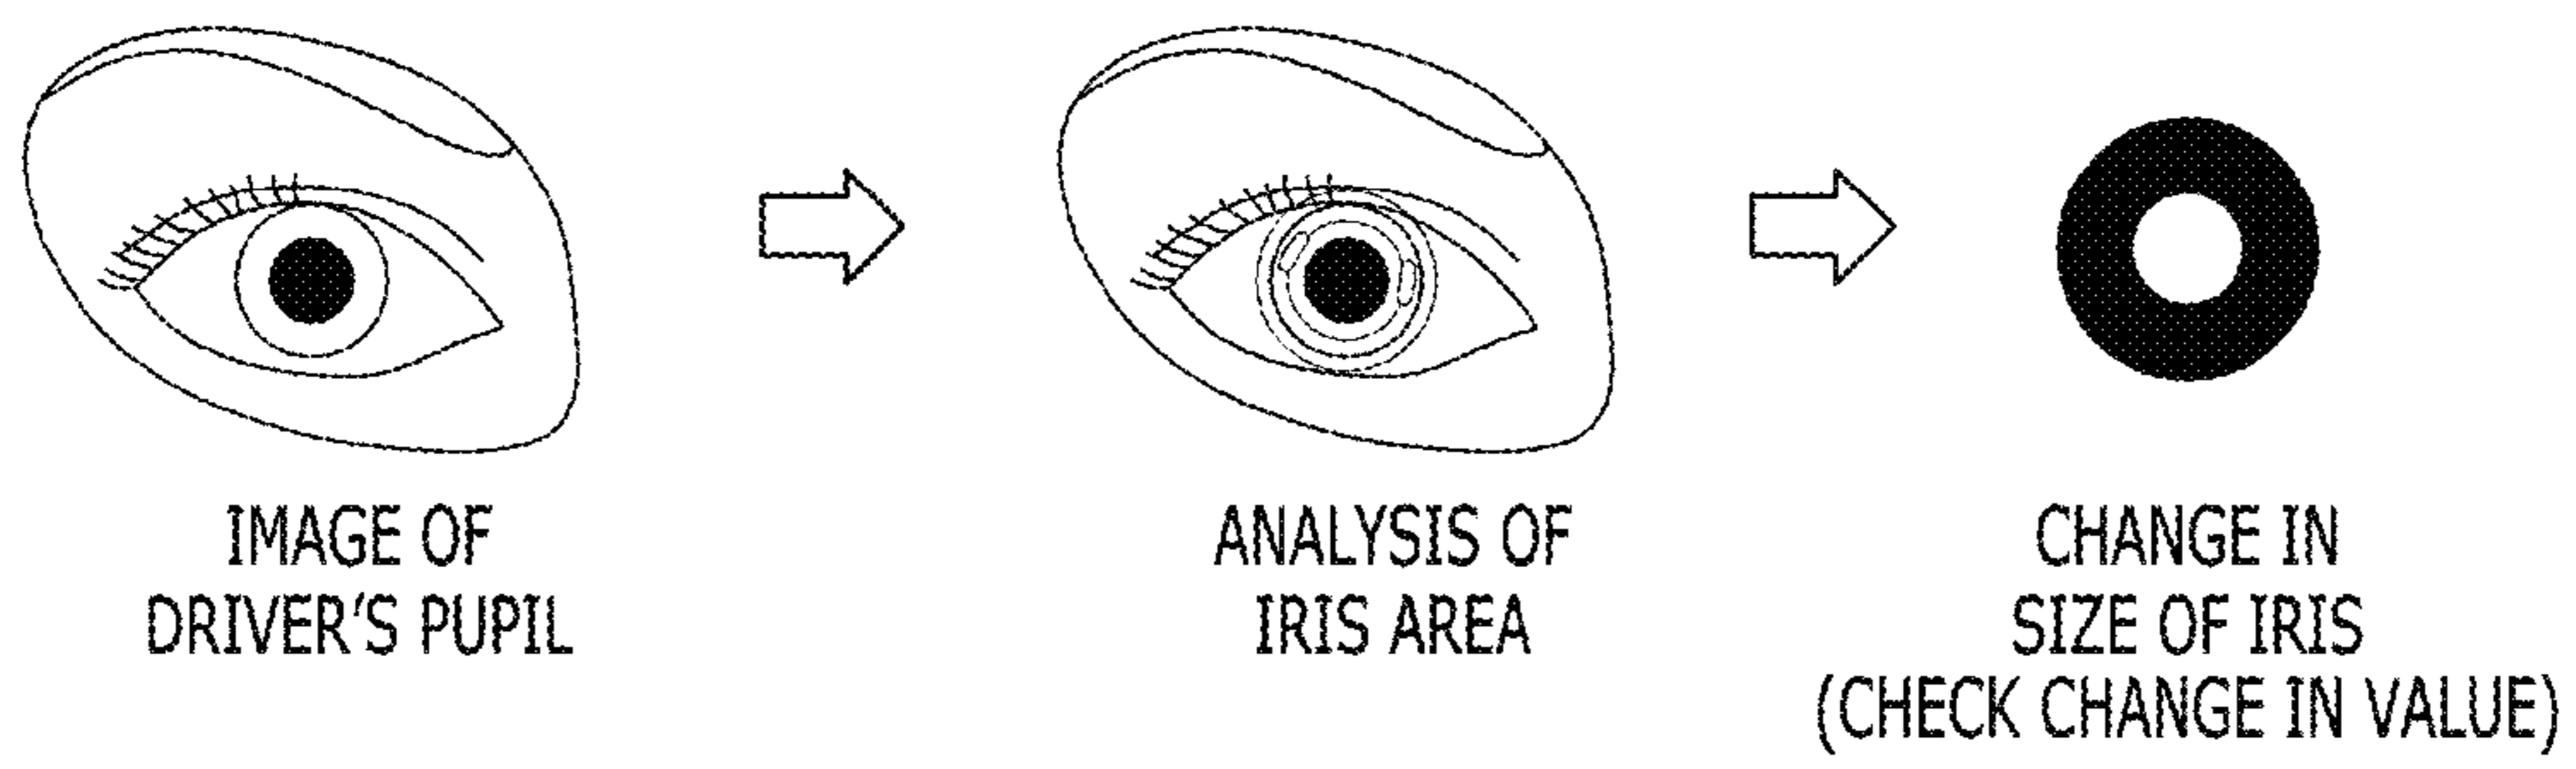 IMAGE OF
DRIVER'S PUPIL
ANALYSIS OF
IRIS AREA
CHANGE IN
SIZE OF IRIS
(CHECK CHANGE IN VALUE)